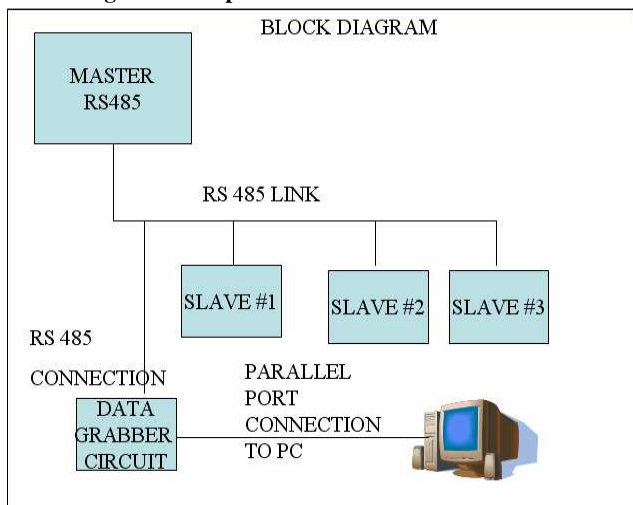 BLOCK DIAGRAM
MASTER
RS485
RS 485 LINK
SLAVE #1
SLAVE #2
SLAVE #3
RS 485
CONNECTION
PARALLEL
PORT
CONNECTION
TO PC
DATA
GRABBER
CIRCUIT